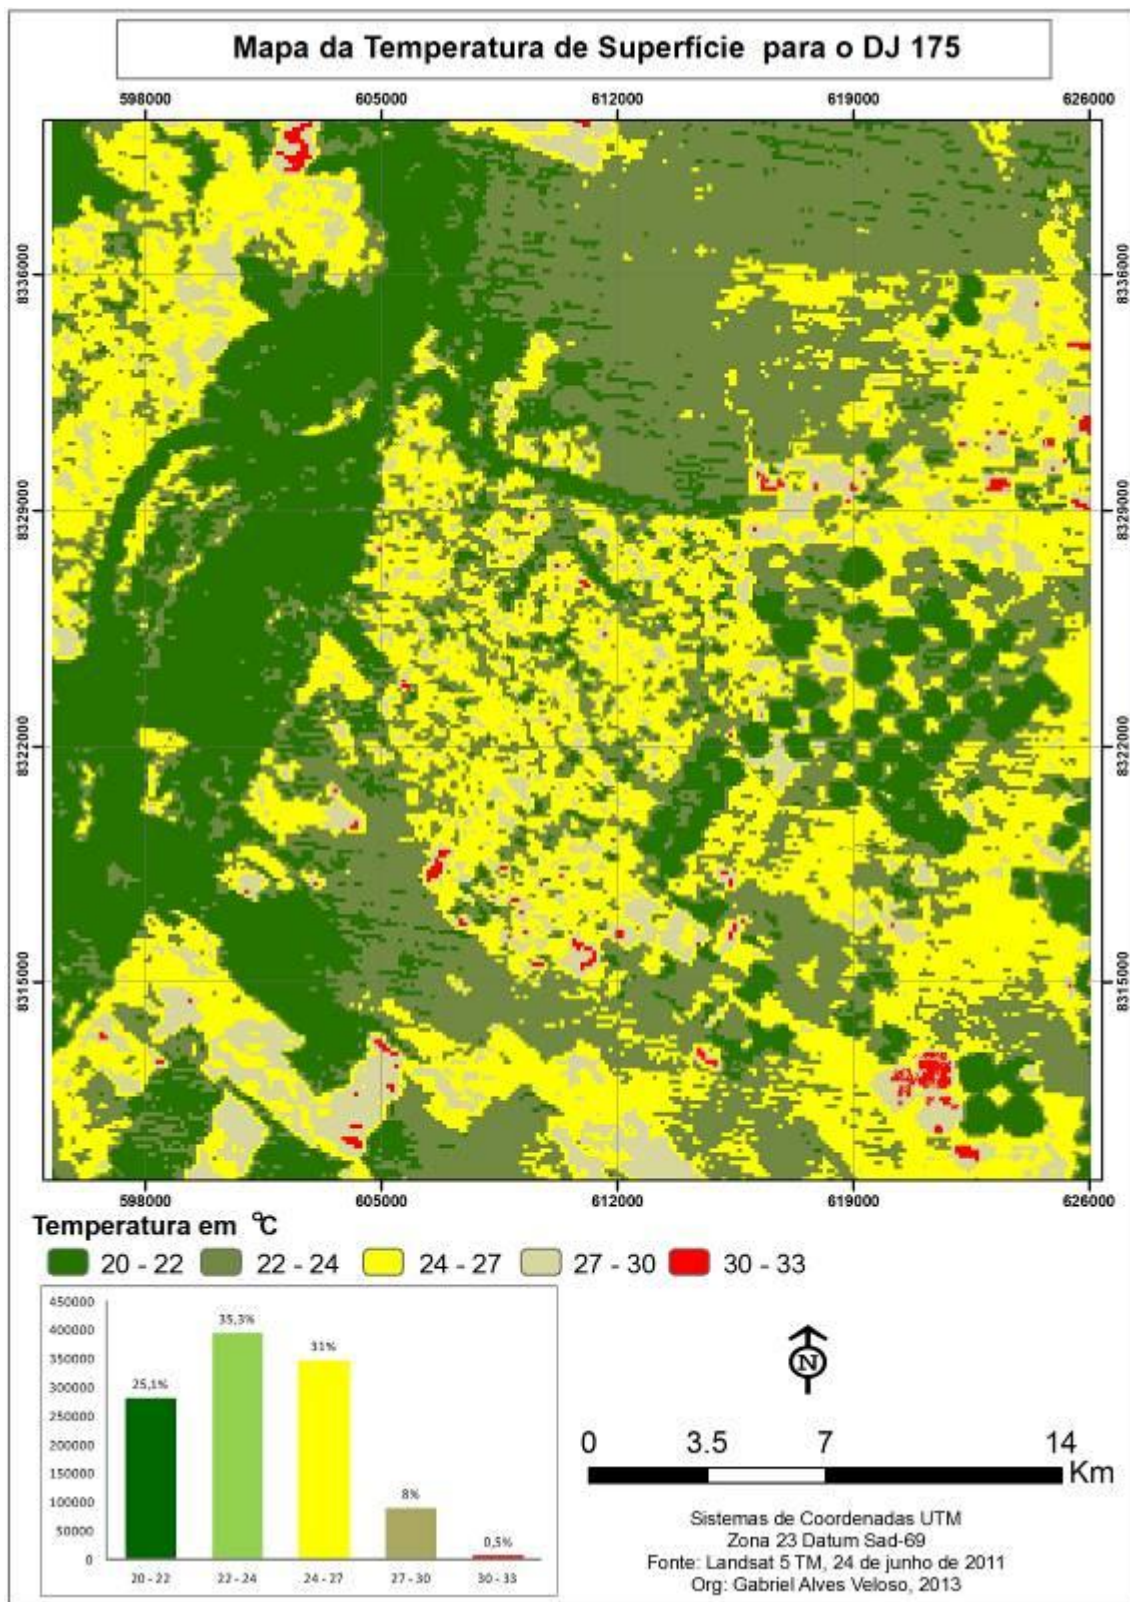 Mapa da Temperatura de Superfície para o DJ 175
598000 605000 612000 619000 626000
8336000 8336000
8329000 8329000
8322000 8322000
8315000 8315000
598000 605000 612000 619000 626000
Temperatura em °C
20 - 22 22 - 24 24 - 27 27 - 30 30 - 33
450000
400000
350000
300000
250000
200000
150000
100000
50000
0
25,1% 35,3% 31% 8% 0,5%
20 - 22 22 - 24 24 - 27 27 - 30 30 - 33
N
0 3.5 7 14
Km
Sistemas de Coordenadas UTM
Zona 23 Datum Sad-69
Fonte: Landsat 5 TM, 24 de junho de 2011
Org: Gabriel Alves Veloso, 2013